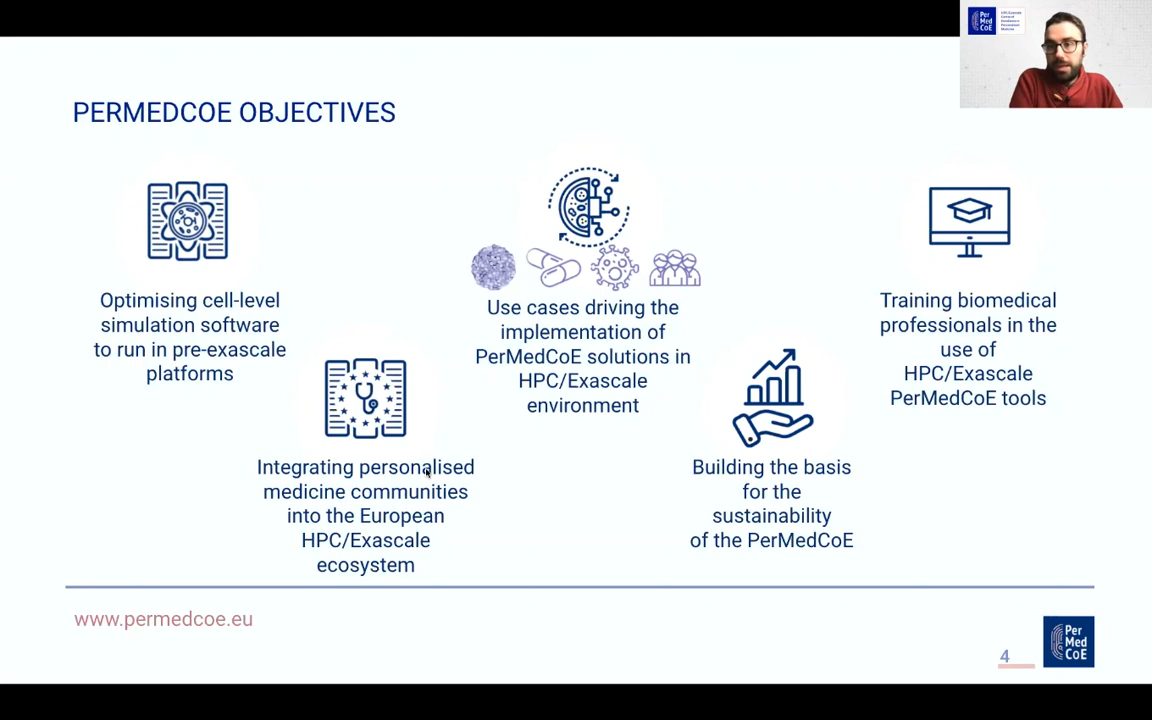 PERMEDCOE OBJECTIVES
Optimising cell-level
simulation software
to run in pre-exascale
platforms
Integrating personalised
medicine communities
into the European
HPC/Exascale
ecosystem
Use cases driving the
implementation of
PerMedCoE solutions in
HPC/Exascale
environment
Building the basis
for the
sustainability
of the PerMedCoE
Training biomedical
professionals in the
use of
HPC/Exascale
PerMedCoE tools
www.permedcoe.eu
4
Per
Med
CoE
Per
Med
CoE